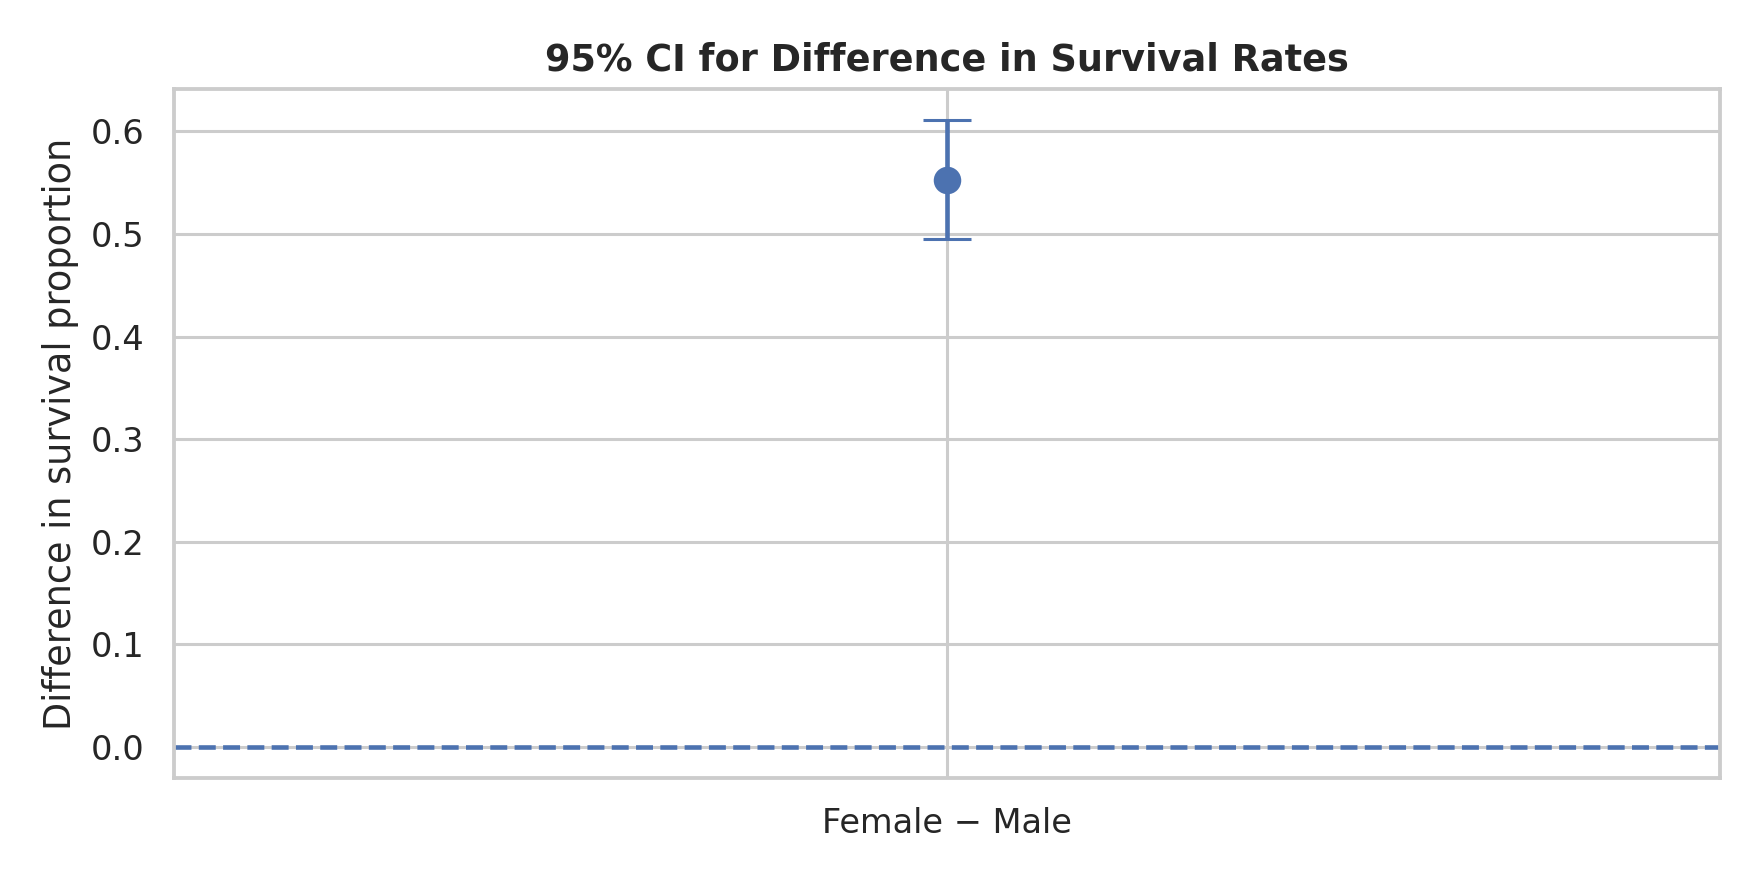 95% CI for Difference in Survival Rates
Difference in survival proportion
0.6
0.5
0.4
0.3
0.2
0.1
0.0
Female − Male